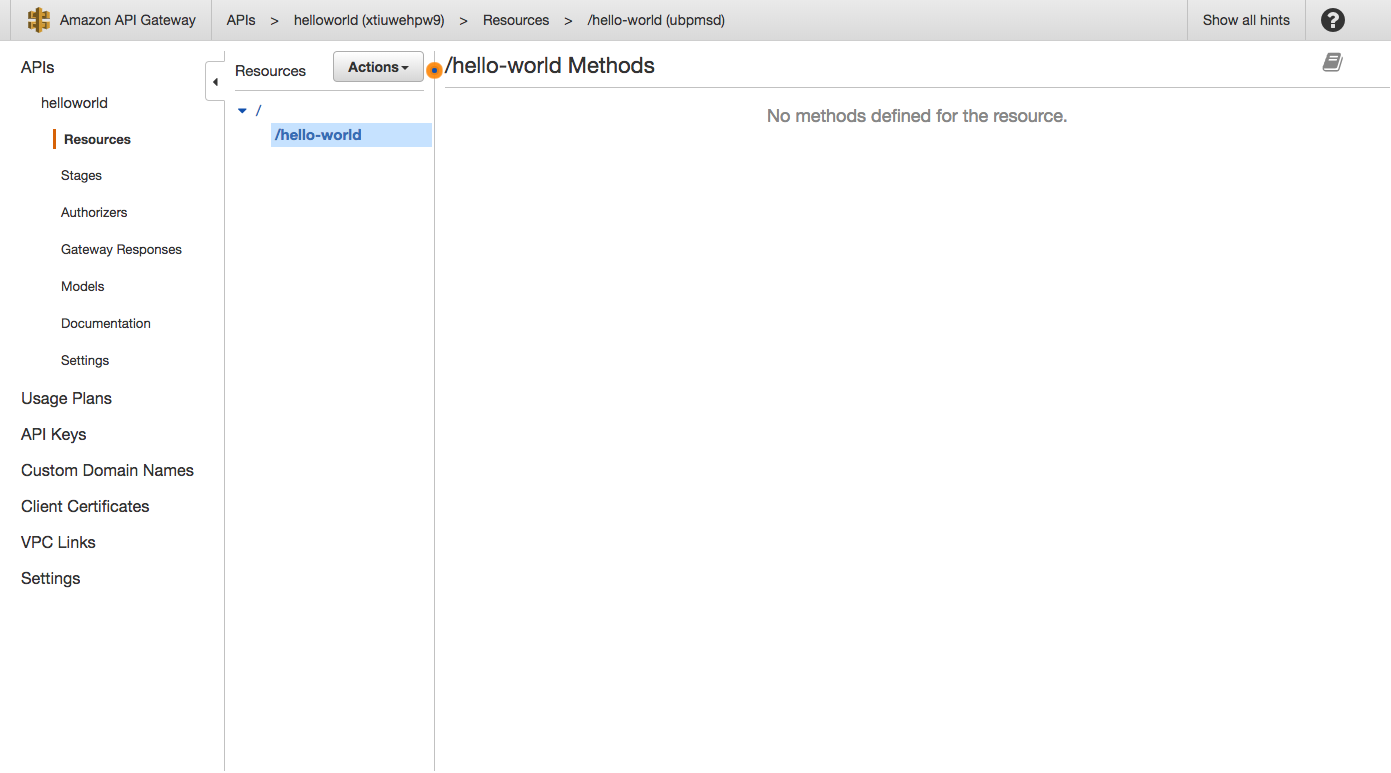 Amazon API Gateway APIs > helloworld (xtiuwehpw9) > Resources > /hello-world (ubpmsd) Show all hints ?
APIs
helloworld
Resources
Stages
Authorizers
Gateway Responses
Models
Documentation
Settings
Usage Plans
API Keys
Custom Domain Names
Client Certificates
VPC Links
Settings
Resources Actions
/
/hello-world
/hello-world Methods
No methods defined for the resource.